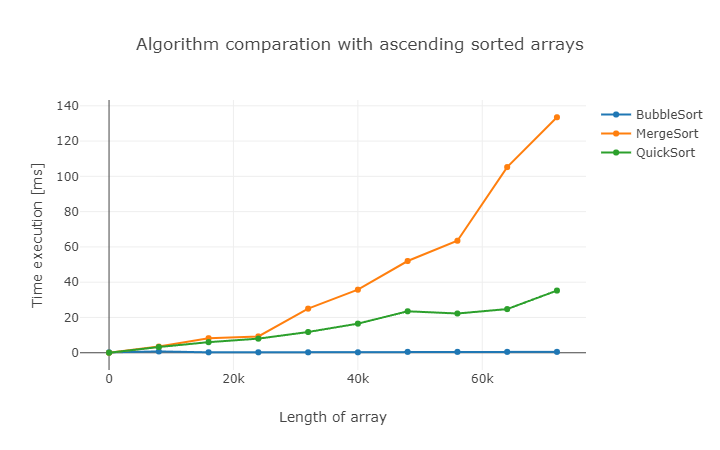 Algorithm comparation with ascending sorted arrays
BubbleSort
MergeSort
QuickSort
Time execution [ms]
140
120
100
80
60
40
20
0
0
20k
40k
60k
Length of array